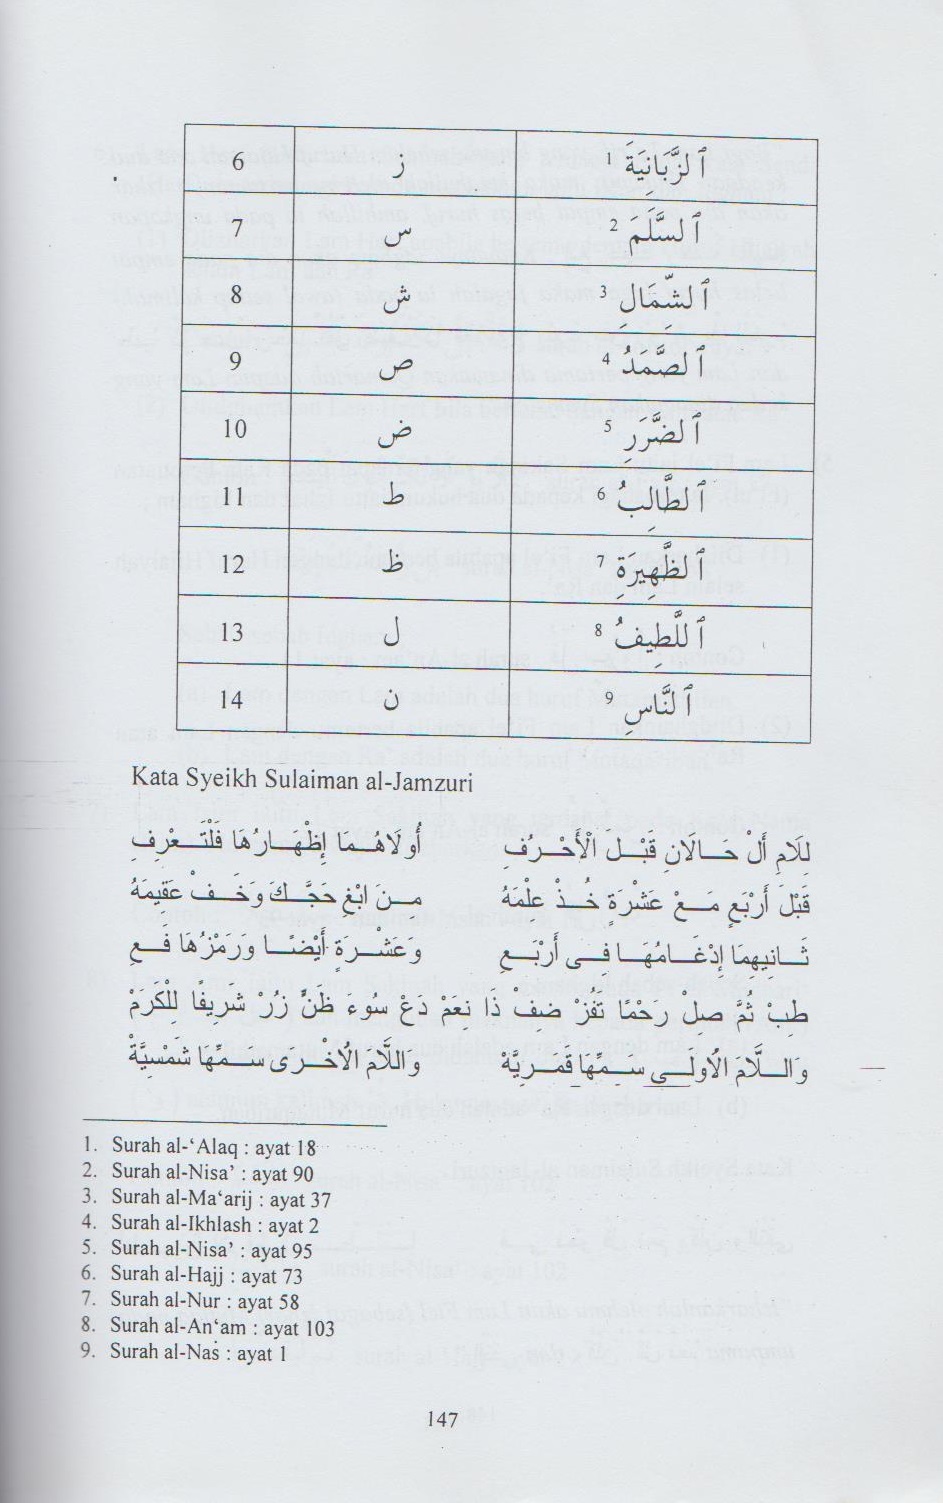 6 ز ٱلزَّبَانِيَةَ 1
7 س ٱلسَّلَمَ 2
8 ش ٱلشِّمَالِ 3
9 ص ٱلصَّمَدُ 4
10 ض ٱلضَّرَرِ 5
11 ط ٱلطَّالِبُ 6
12 ظ ٱلظَّهِيرَةِ 7
13 ل ٱللَّطِيفُ 8
14 ن ٱلنَّاسِ 9
Kata Syeikh Sulaiman al-Jamzuri
لِلَامِ أَلْ حَالَانِ قَبْلَ الْأَحْرُفِ أُولَاهُمَا إِظْهَارُهَا فَلْتَعْرِفِ
قَبْلَ أَرْبَعٍ مَعْ عَشْرَةٍ خُذْ عِلْمَهُ مِنَ ابْغِ حَجَّكَ وَخَفْ عَقِيمَهُ
ثَانِيهِمَا إِدْغَامُهَا فِى أَرْبَعِ وَعَشْرَةٍ أَيْضًا وَرَمْزُهَا فَعِ
طِبْ ثُمَّ صِلْ رَحْمًا تَفُزْ ضِفْ ذَا نِعَمْ دَعْ سُوْءَ ظَنٍّ زُرْ شَرِيفًا لِلْكَرَمْ
وَاللَّامَ الْأُولَى سَمِّهَا قَمَرِيَّهْ وَاللَّامَ الْأُخْرَى سَمِّهَا شَمْسِيَّةْ
1. Surah al-‘Alaq : ayat 18
2. Surah al-Nisa’ : ayat 90
3. Surah al-Ma‘arij : ayat 37
4. Surah al-Ikhlash : ayat 2
5. Surah al-Nisa’ : ayat 95
6. Surah al-Hajj : ayat 73
7. Surah al-Nur : ayat 58
8. Surah al-An‘am : ayat 103
9. Surah al-Nas : ayat 1
147